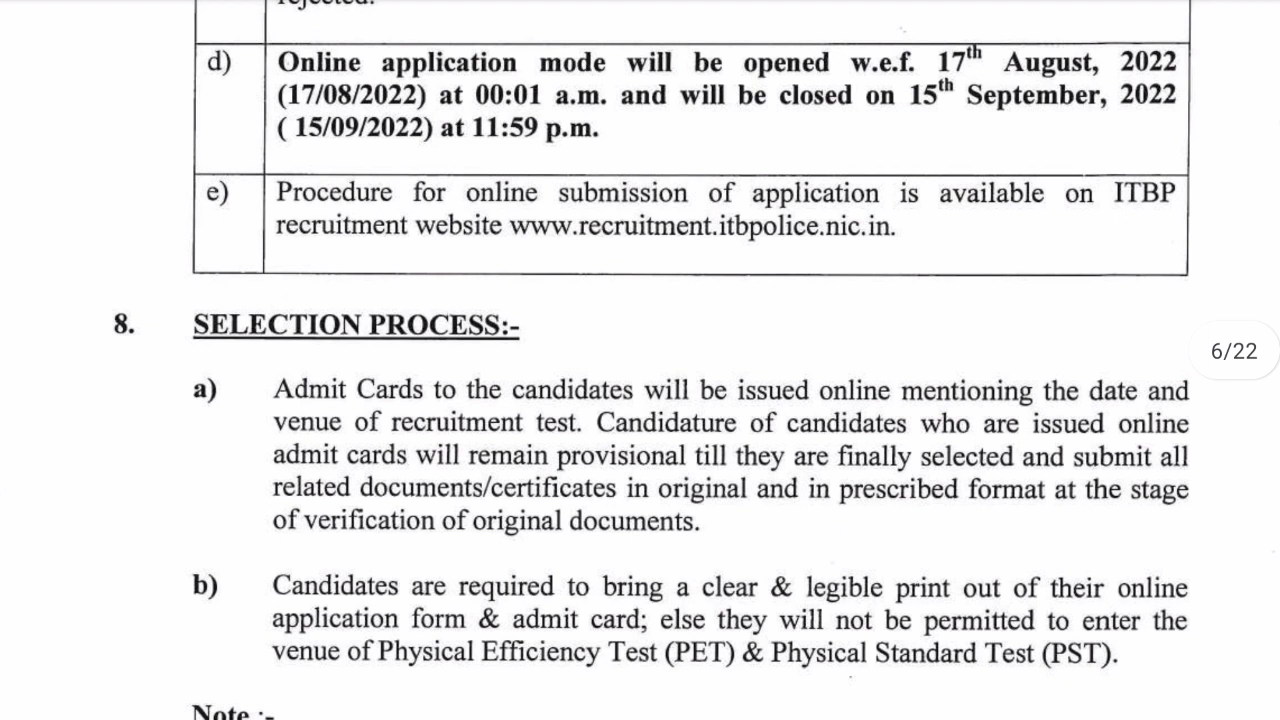 rejected.
d) Online application mode will be opened w.e.f. 17th August, 2022
(17/08/2022) at 00:01 a.m. and will be closed on 15th September, 2022
( 15/09/2022) at 11:59 p.m.
e) Procedure for online submission of application is available on ITBP
recruitment website www.recruitment.itbpolice.nic.in.
8. SELECTION PROCESS:-
6/22
a) Admit Cards to the candidates will be issued online mentioning the date and
venue of recruitment test. Candidature of candidates who are issued online
admit cards will remain provisional till they are finally selected and submit all
related documents/certificates in original and in prescribed format at the stage
of verification of original documents.
b) Candidates are required to bring a clear & legible print out of their online
application form & admit card; else they will not be permitted to enter the
venue of Physical Efficiency Test (PET) & Physical Standard Test (PST).
Note :-